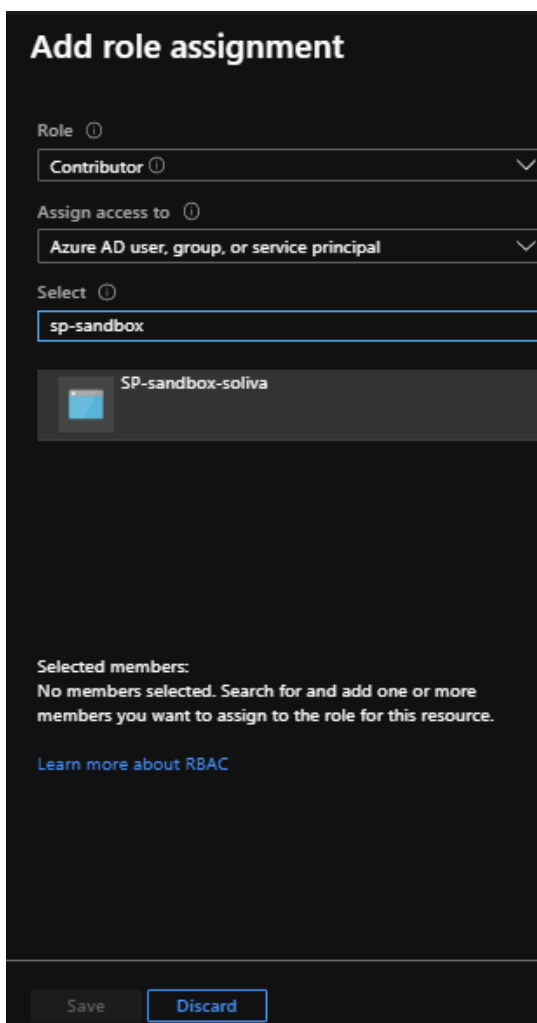 Add role assignment
Role
Contributor
Assign access to
Azure AD user, group, or service principal
Select
sp-sandbox
SP-sandbox-soliva
Selected members:
No members selected. Search for and add one or more
members you want to assign to the role for this resource.
Learn more about RBAC
Save Discard